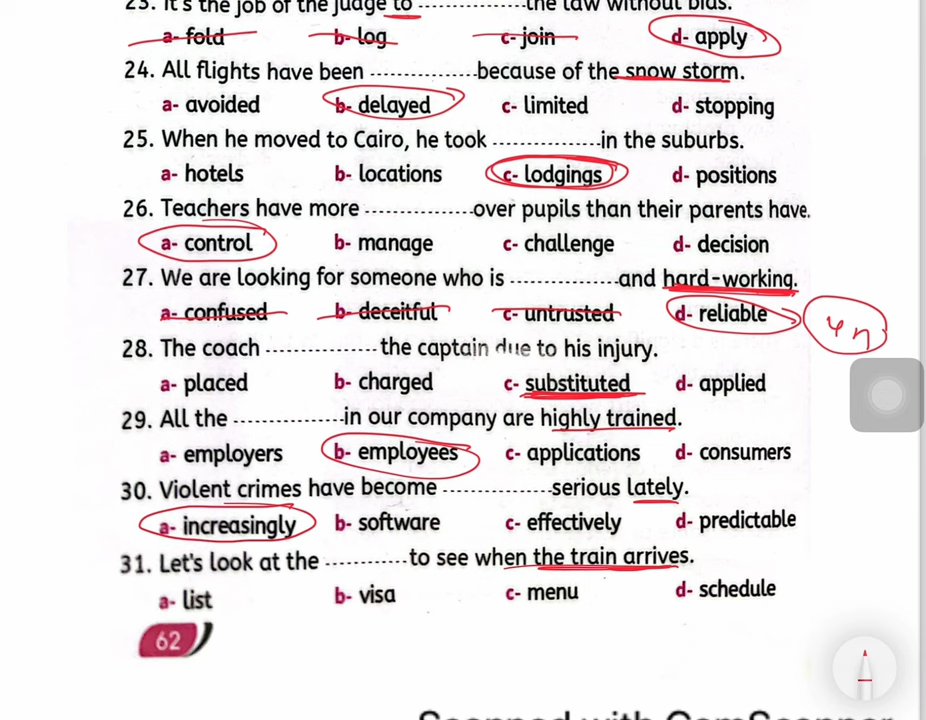 23. It's the job of the judge to ..............the law without bias.
a- fold b- log c- join d- apply
24. All flights have been ..............because of the snow storm.
a- avoided b- delayed c- limited d- stopping
25. When he moved to Cairo, he took ..............in the suburbs.
a- hotels b- locations c- lodgings d- positions
26. Teachers have more ..............over pupils than their parents have.
a- control b- manage c- challenge d- decision
27. We are looking for someone who is ..............and hard-working.
a- confused b- deceitful c- untrusted d- reliable
28. The coach .............. the captain due to his injury.
a- placed b- charged c- substituted d- applied
29. All the ..............in our company are highly trained.
a- employers b- employees c- applications d- consumers
30. Violent crimes have become ..............serious lately.
a- increasingly b- software c- effectively d- predictable
31. Let's look at the ..........to see when the train arrives.
a- list b- visa c- menu d- schedule
62
Scanned with CamScanner